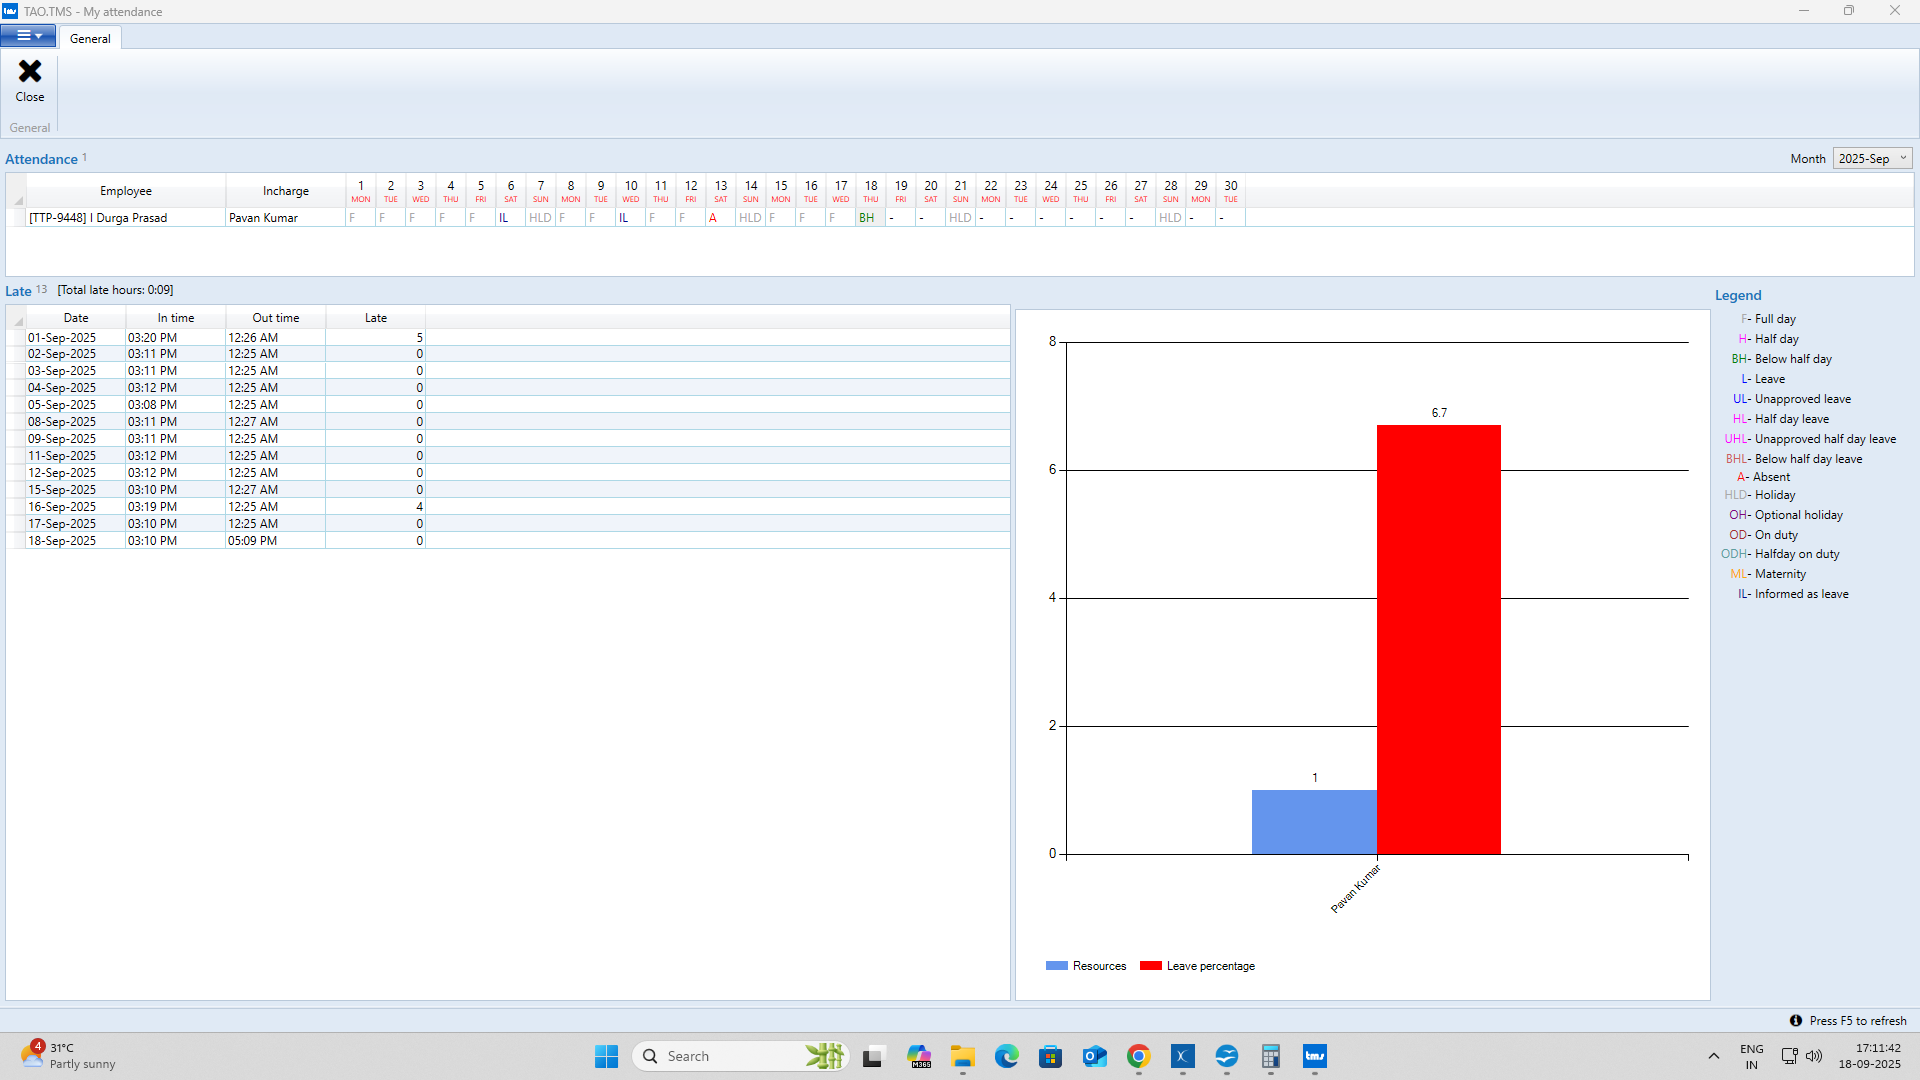 TAO.TMS - My attendance
General
Close
General
Attendance 1
Month 2025-Sep
Employee Incharge 1 MON 2 TUE 3 WED 4 THU 5 FRI 6 SAT 7 SUN 8 MON 9 TUE 10 WED 11 THU 12 FRI 13 SAT 14 SUN 15 MON 16 TUE 17 WED 18 THU 19 FRI 20 SAT 21 SUN 22 MON 23 TUE 24 WED 25 THU 26 FRI 27 SAT 28 SUN 29 MON 30 TUE
[TTP-9448] I Durga Prasad Pavan Kumar F F F F F IL HLD F F IL F F A HLD F F F BH - - HLD - - - - - - HLD - -
Late 13 [Total late hours: 0:09]
Date In time Out time Late
01-Sep-2025 03:20 PM 12:26 AM 5
02-Sep-2025 03:11 PM 12:25 AM 0
03-Sep-2025 03:11 PM 12:25 AM 0
04-Sep-2025 03:12 PM 12:25 AM 0
05-Sep-2025 03:08 PM 12:25 AM 0
08-Sep-2025 03:11 PM 12:27 AM 0
09-Sep-2025 03:11 PM 12:25 AM 0
11-Sep-2025 03:12 PM 12:25 AM 0
12-Sep-2025 03:12 PM 12:25 AM 0
15-Sep-2025 03:10 PM 12:27 AM 0
16-Sep-2025 03:19 PM 12:25 AM 4
17-Sep-2025 03:10 PM 12:25 AM 0
18-Sep-2025 03:10 PM 05:09 PM 0
8
6
4
2
0
6.7
1
Pavan Kumar
Resources Leave percentage
Legend
F- Full day
H- Half day
BH- Below half day
L- Leave
UL- Unapproved leave
HL- Half day leave
UHL- Unapproved half day leave
BHL- Below half day leave
A- Absent
HLD- Holiday
OH- Optional holiday
OD- On duty
ODH- Halfday on duty
ML- Maternity
IL- Informed as leave
Press F5 to refresh
4
31°C
Partly sunny
Search
M365
tms
ENG
IN
17:11:42
18-09-2025